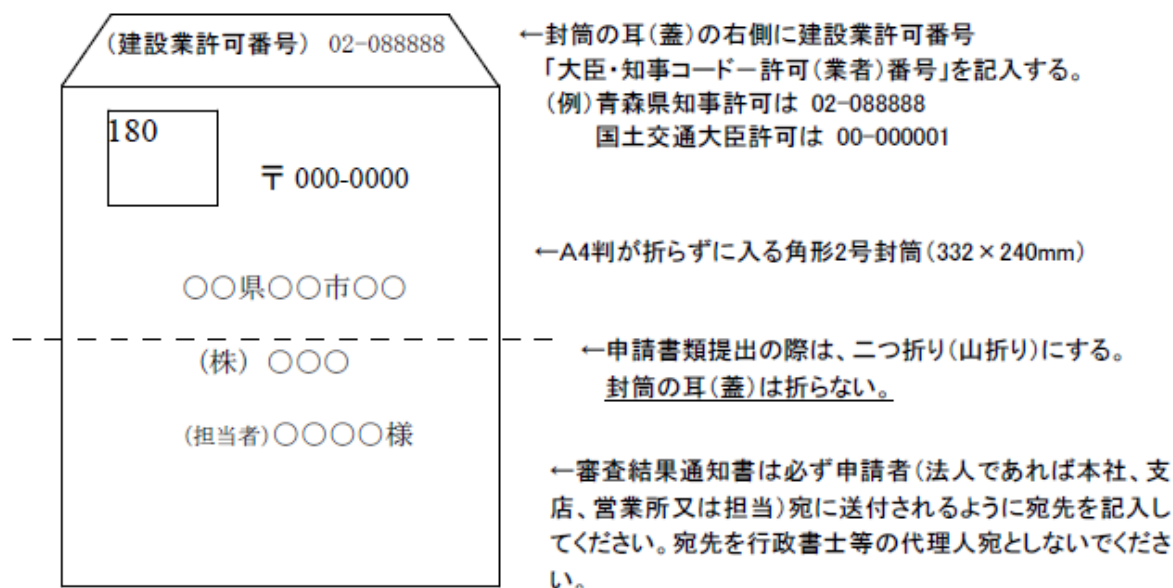 (建設業許可番号) 02-088888
180
〒 000-0000
○○県○○市○○
(株) ○○○
(担当者)○○○○様
←封筒の耳(蓋)の右側に建設業許可番号
「大臣・知事コードー許可(業者)番号」を記入する。
(例)青森県知事許可は 02-088888
国土交通大臣許可は 00-000001
←A4判が折らずに入る角形2号封筒(332×240mm)
←申請書類提出の際は、二つ折り(山折り)にする。
封筒の耳(蓋)は折らない。
←審査結果通知書は必ず申請者(法人であれば本社、支
店、営業所又は担当)宛に送付されるように宛先を記入し
てください。宛先を行政書士等の代理人宛としないでくださ
い。